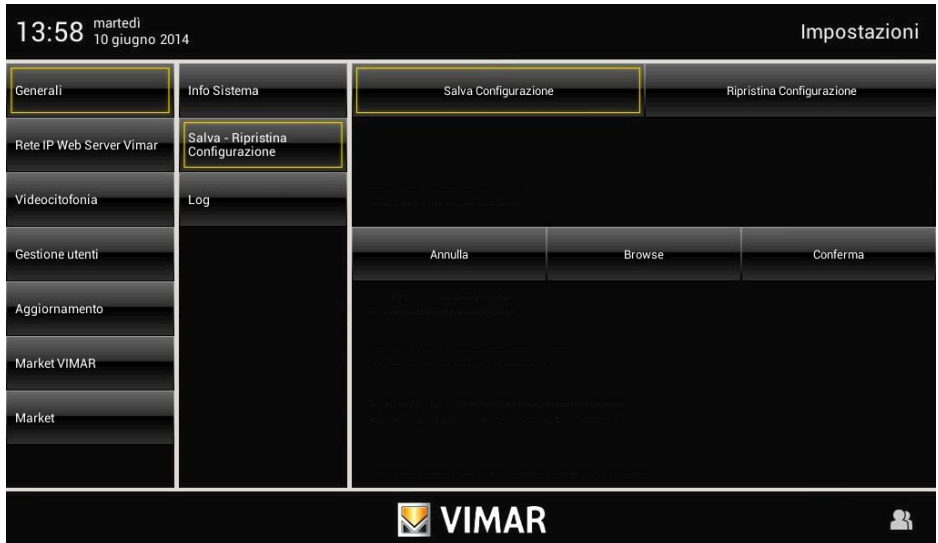 13:58 martedì
10 giugno 2014
Impostazioni
Generali
Rete IP Web Server Vimar
Videocitofonia
Gestione utenti
Aggiornamento
Market VIMAR
Market
Info Sistema
Salva - Ripristina
Configurazione
Log
Salva Configurazione
Ripristina Configurazione
Annulla
Browse
Conferma
VIMAR